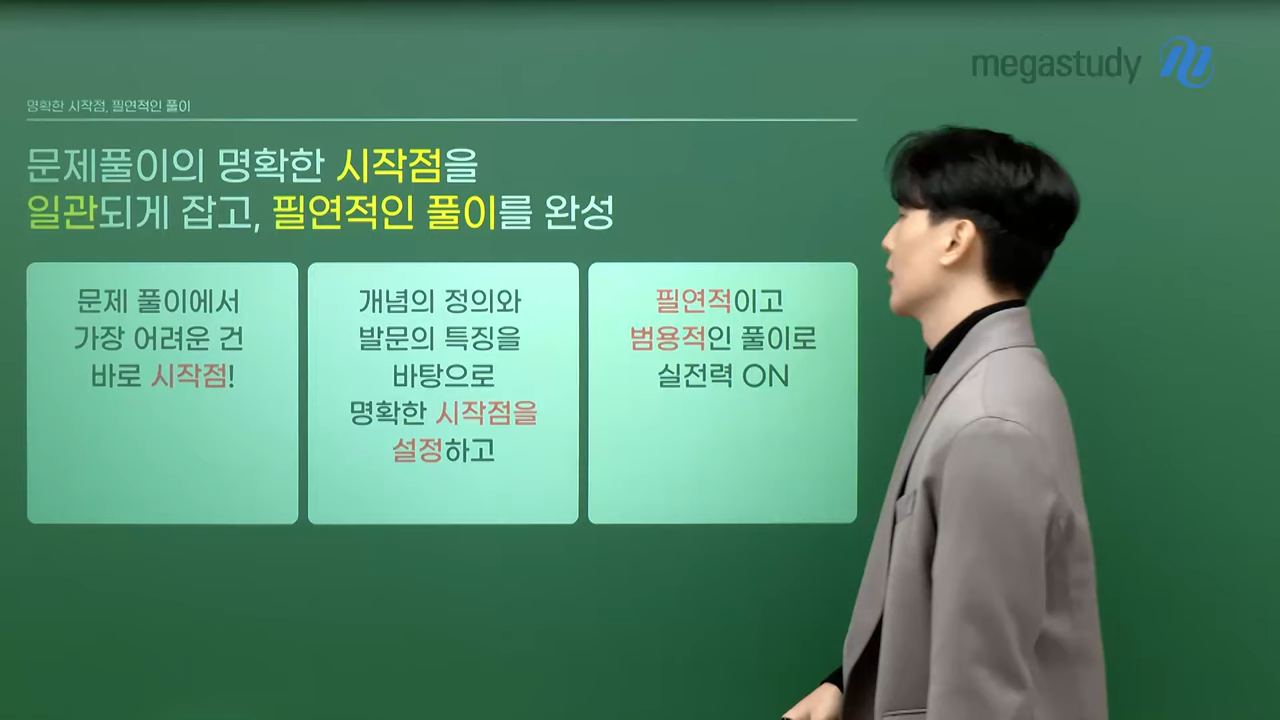 megastudy
명확한 시작점, 필연적인 풀이
문제풀이의 명확한 시작점을
일관되게 잡고, 필연적인 풀이를 완성
문제 풀이에서
가장 어려운 건
바로 시작점!
개념의 정의와
발문의 특징을
바탕으로
명확한 시작점을
설정하고
필연적이고
범용적인 풀이로
실전력 ON